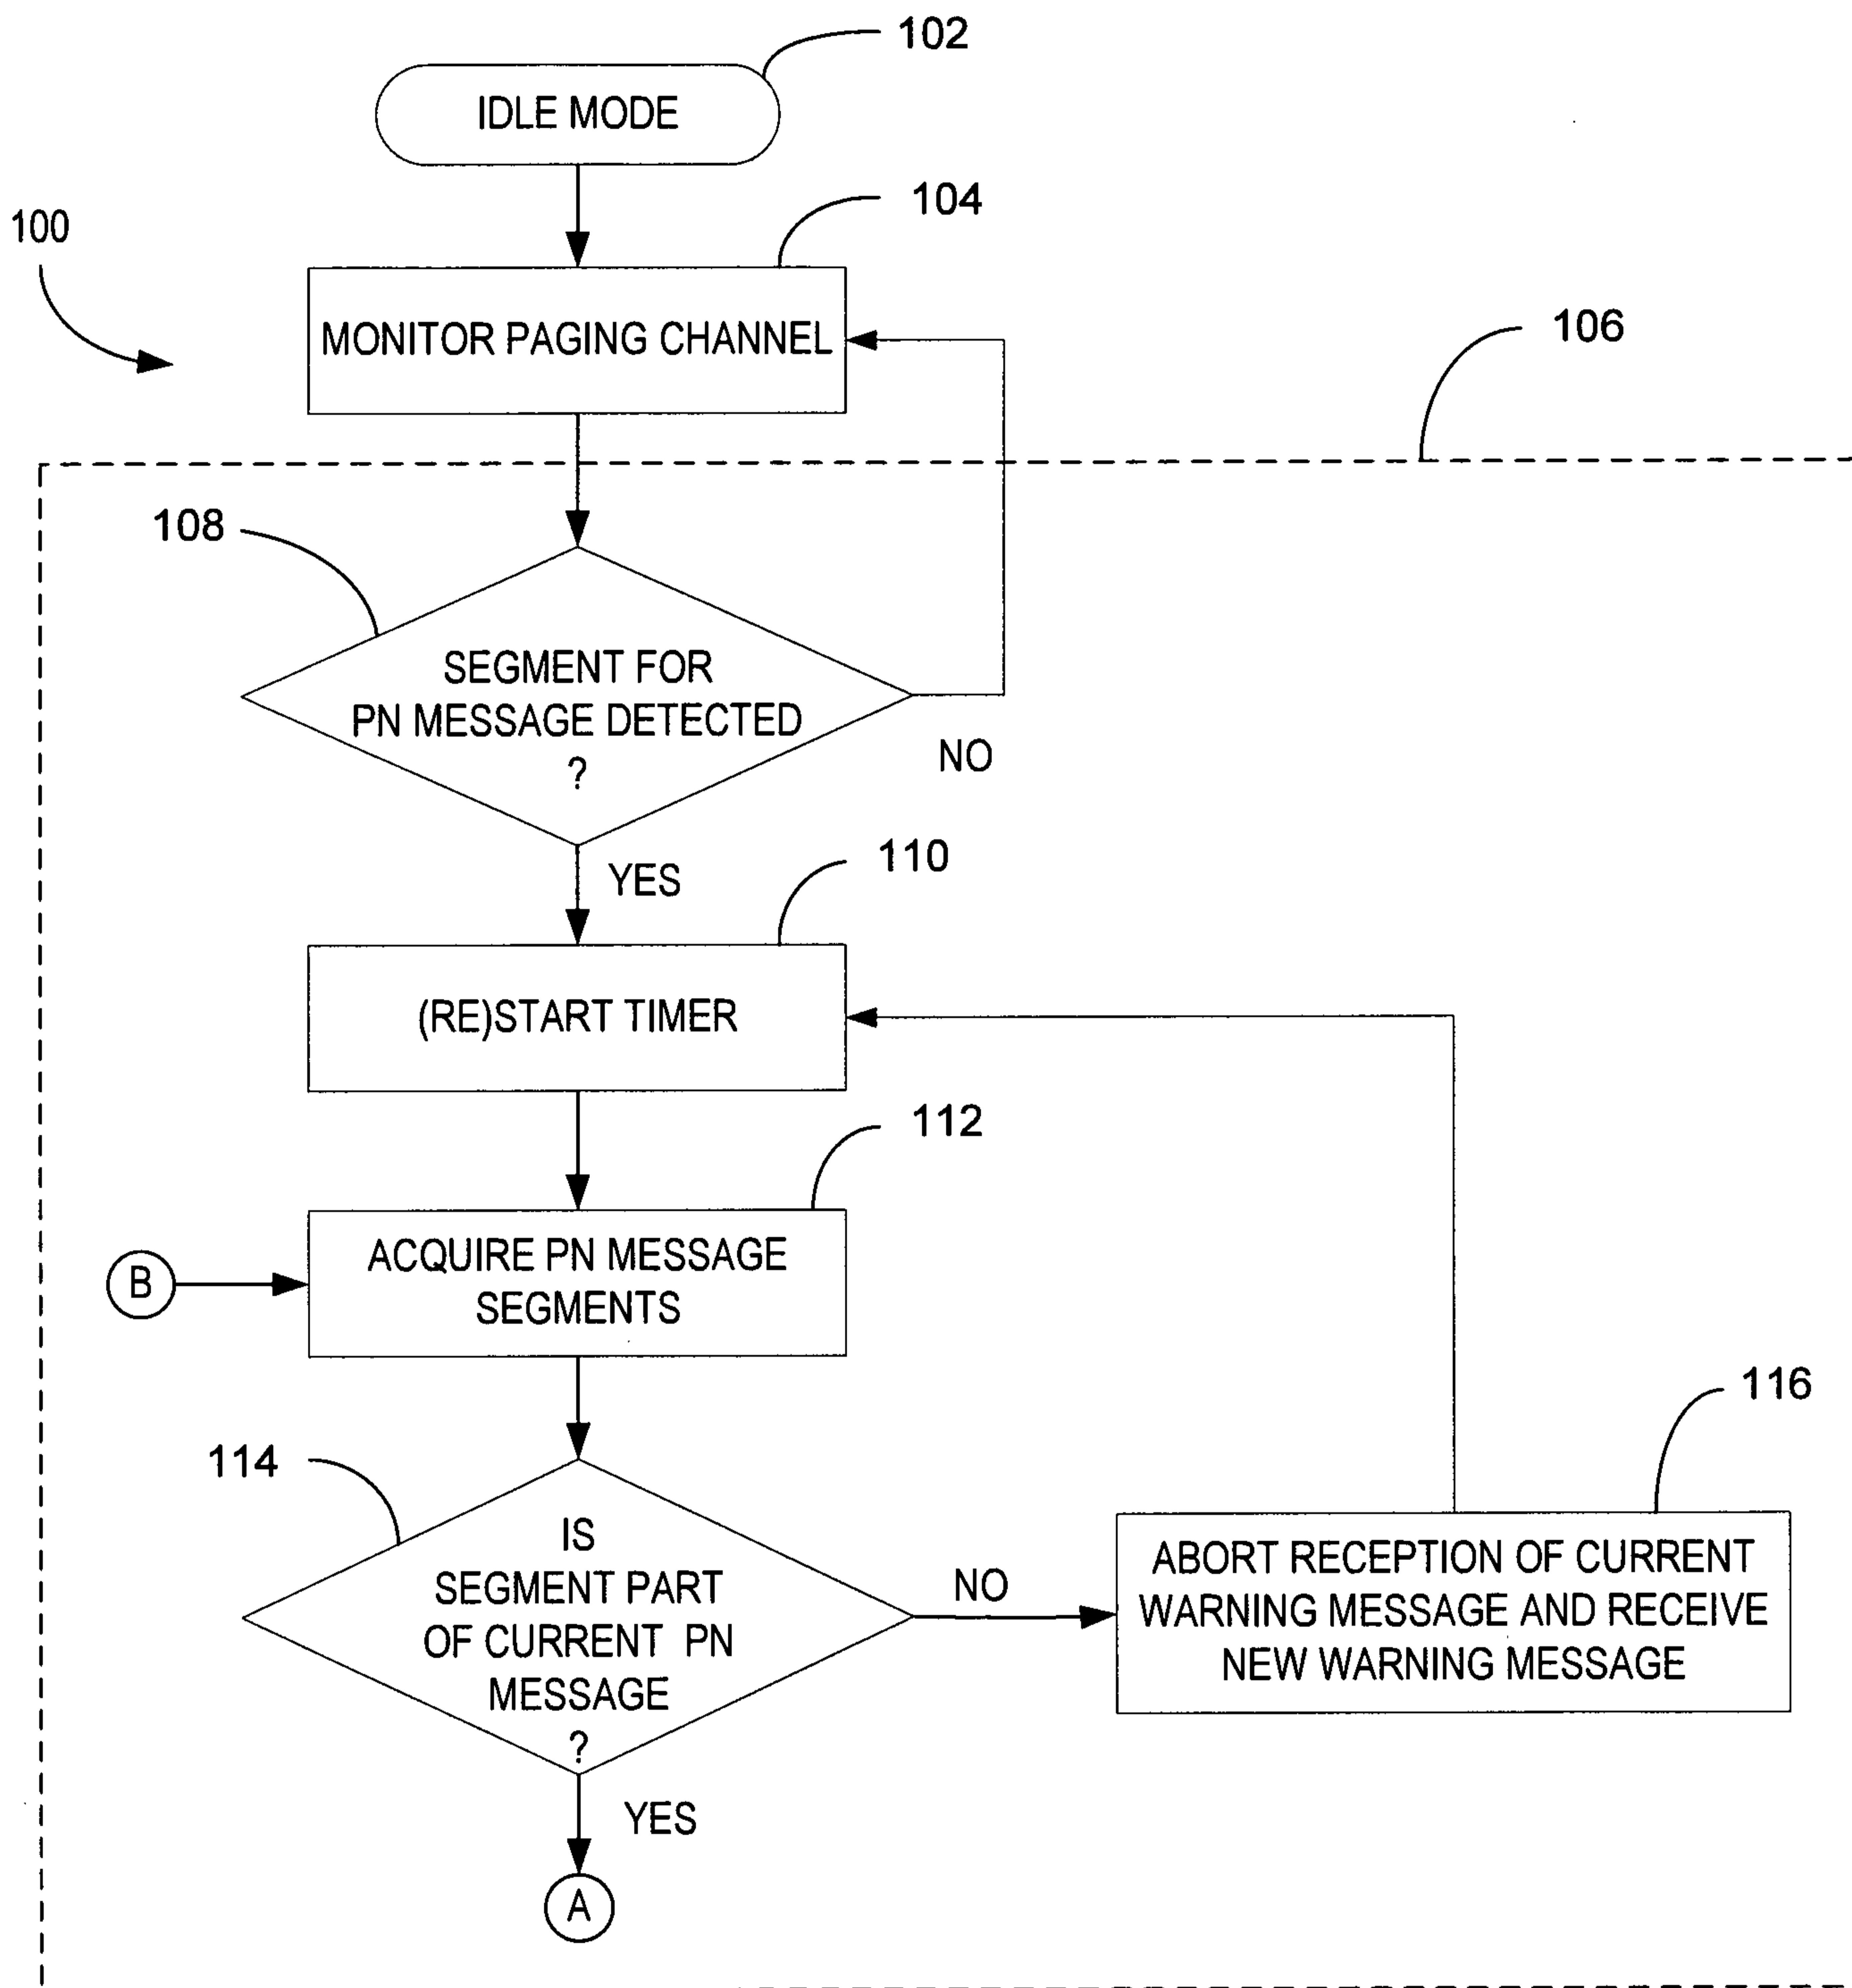 102
IDLE MODE
104
100
MONITOR PAGING CHANNEL
106
108
SEGMENT FOR
PN MESSAGE DETECTED
?
NO
YES
110
(RE)START TIMER
112
B
ACQUIRE PN MESSAGE
SEGMENTS
114
IS
SEGMENT PART
OF CURRENT PN
MESSAGE
?
NO
116
ABORT RECEPTION OF CURRENT
WARNING MESSAGE AND RECEIVE
NEW WARNING MESSAGE
YES
A